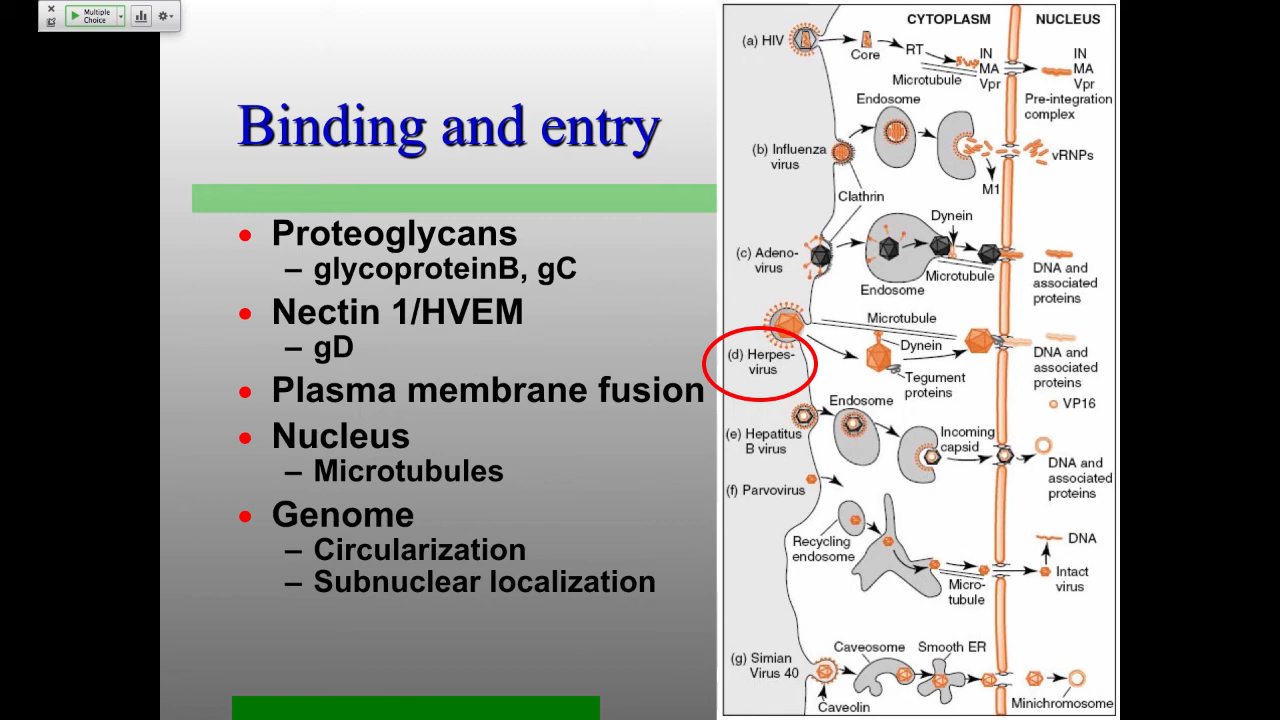 Multiple
Choice
Binding and entry
• Proteoglycans
– glycoproteinB, gC
• Nectin 1/HVEM
– gD
• Plasma membrane fusion
• Nucleus
– Microtubules
• Genome
– Circularization
– Subnuclear localization
CYTOPLASM
NUCLEUS
(a) HIV
Core
RT
IN
MA
Vpr
Microtubule
IN
MA
Vpr
Pre-integration
complex
Endosome
(b) Influenza
virus
vRNPs
M1
Clathrin
Dynein
(c) Adeno-
virus
Microtubule
Endosome
DNA and
associated
proteins
Microtubule
Dynein
(d) Herpes-
virus
Tegument
proteins
DNA and
associated
proteins
VP16
Endosome
(e) Hepatitus
B virus
Incoming
capsid
DNA and
associated
proteins
(f) Parvovirus
Recycling
endosome
DNA
Micro-
tubule
Intact
virus
Caveosome
Smooth ER
(g) Simian
Virus 40
Caveolin
Minichromosome